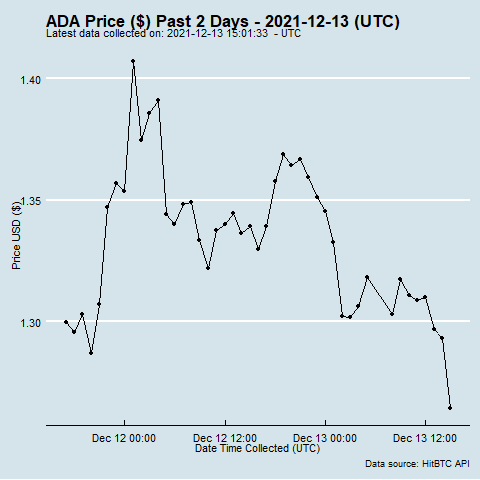 ADA Price ($) Past 2 Days - 2021-12-13 (UTC)
Latest data collected on: 2021-12-13 15:01:33 - UTC
1.40
1.35
1.30
Price USD ($)
Dec 12 00:00 Dec 12 12:00 Dec 13 00:00 Dec 13 12:00
Date Time Collected (UTC)
Data source: HitBTC API